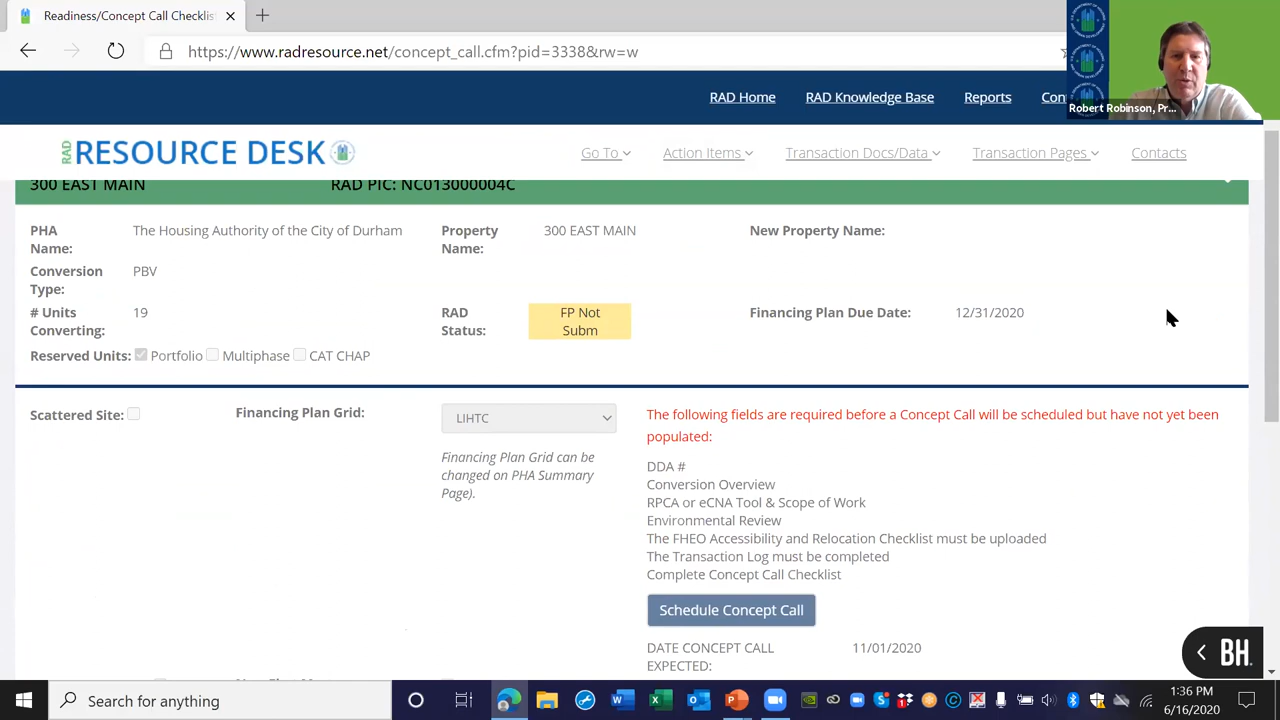 Readiness/Concept Call Checklis
https://www.radresource.net/concept_call.cfm?pid=3338&rw=w
Robert Robinson, Pr...
RAD Home RAD Knowledge Base Reports Con
RAD RESOURCE DESK
Go To Action Items Transaction Docs/Data Transaction Pages Contacts
300 EAST MAIN RAD PIC: NC013000004C
PHA Name: The Housing Authority of the City of Durham Property Name: 300 EAST MAIN New Property Name:
Conversion Type: PBV
# Units Converting: 19 RAD Status: FP Not Subm Financing Plan Due Date: 12/31/2020
Reserved Units: Portfolio Multiphase CAT CHAP
Scattered Site: Financing Plan Grid: LIHTC
Financing Plan Grid can be
changed on PHA Summary
Page).
The following fields are required before a Concept Call will be scheduled but have not yet been
populated:
DDA #
Conversion Overview
RPCA or eCNA Tool & Scope of Work
Environmental Review
The FHEO Accessibility and Relocation Checklist must be uploaded
The Transaction Log must be completed
Complete Concept Call Checklist
Schedule Concept Call
DATE CONCEPT CALL EXPECTED: 11/01/2020
BH.
Search for anything
1:36 PM
6/16/2020